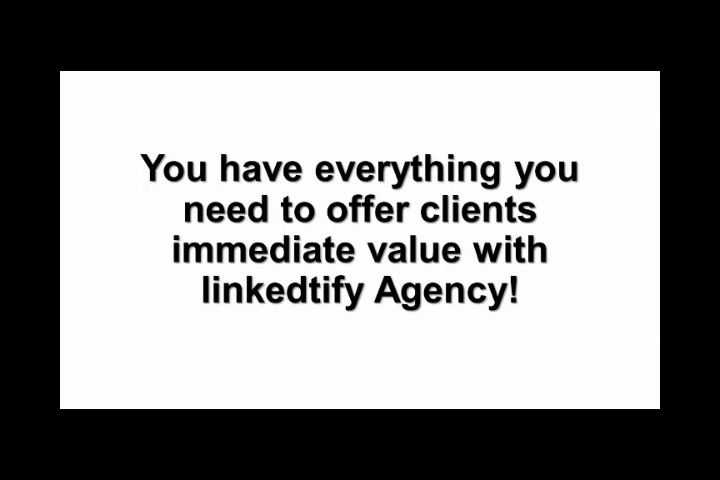 You have everything you
need to offer clients
immediate value with
linkedtify Agency!